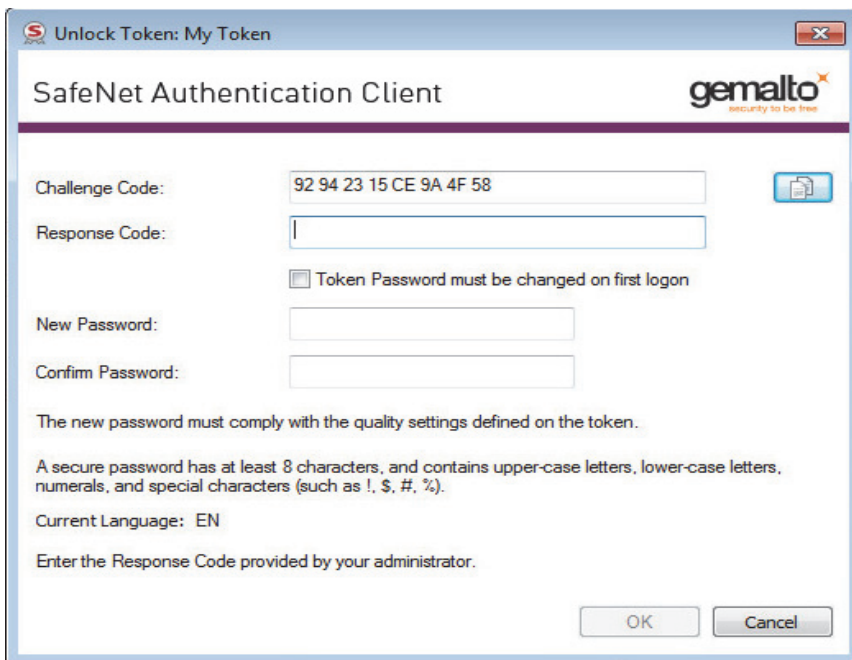 Unlock Token: My Token
SafeNet Authentication Client
gemalto
security to be free
Challenge Code:
92 94 23 15 CE 9A 4F 58
Response Code:
Token Password must be changed on first logon
New Password:
Confirm Password:
The new password must comply with the quality settings defined on the token.
A secure password has at least 8 characters, and contains upper-case letters, lower-case letters,
numerals, and special characters (such as !, $, #, %).
Current Language: EN
Enter the Response Code provided by your administrator.
OK
Cancel